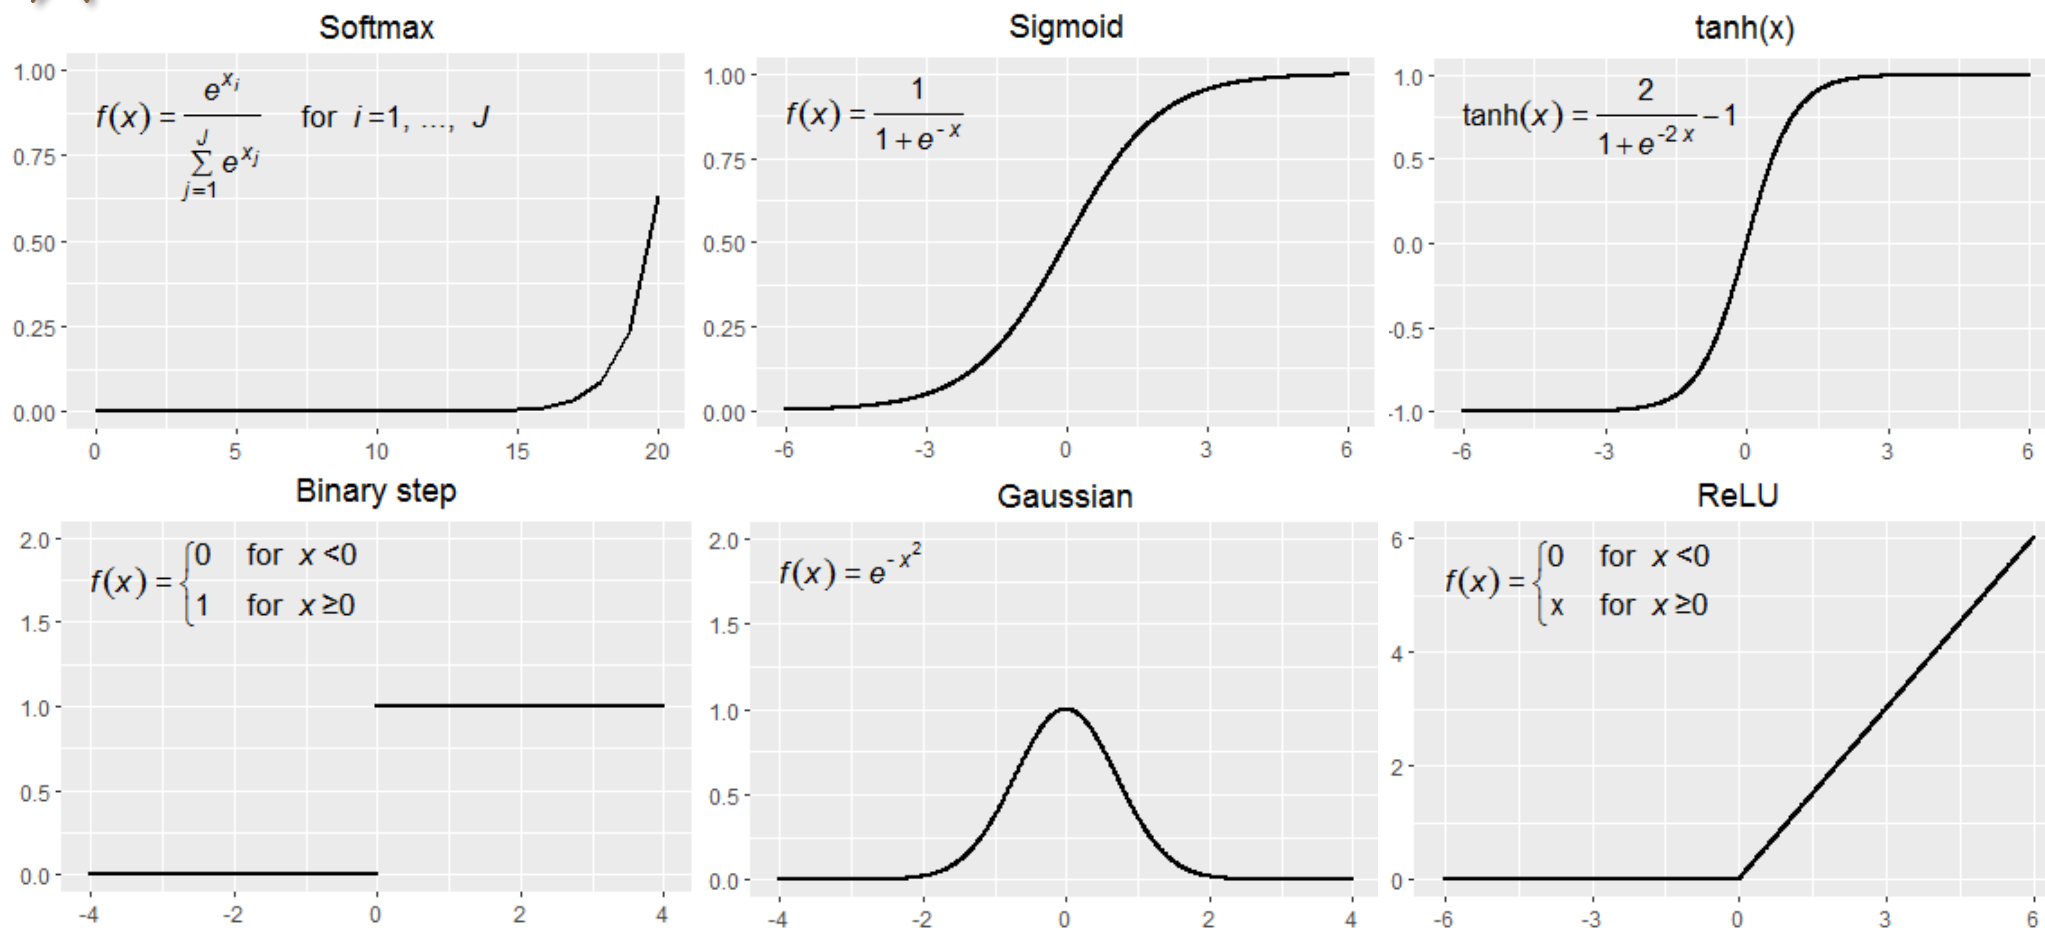 Softmax
1.00
0.75
0.50
0.25
0.00
f(x) = e^{x_i} / \sum_{j=1}^{J} e^{x_j} for i=1, ..., J
0 5 10 15 20
Sigmoid
1.00
0.75
0.50
0.25
0.00
f(x) = 1 / (1+e^{-x})
-6 -3 0 3 6
tanh(x)
1.0
0.5
0.0
-0.5
-1.0
tanh(x) = 2 / (1+e^{-2x}) −1
-6 -3 0 3 6
Binary step
2.0
1.5
1.0
0.5
0.0
f(x) = {
0 for x <0
1 for x ≥0
-4 -2 0 2 4
Gaussian
2.0
1.5
1.0
0.5
0.0
f(x) = e^{-x^2}
-4 -2 0 2 4
ReLU
6
4
2
0
f(x) = {
0 for x <0
x for x ≥0
-6 -3 0 3 6